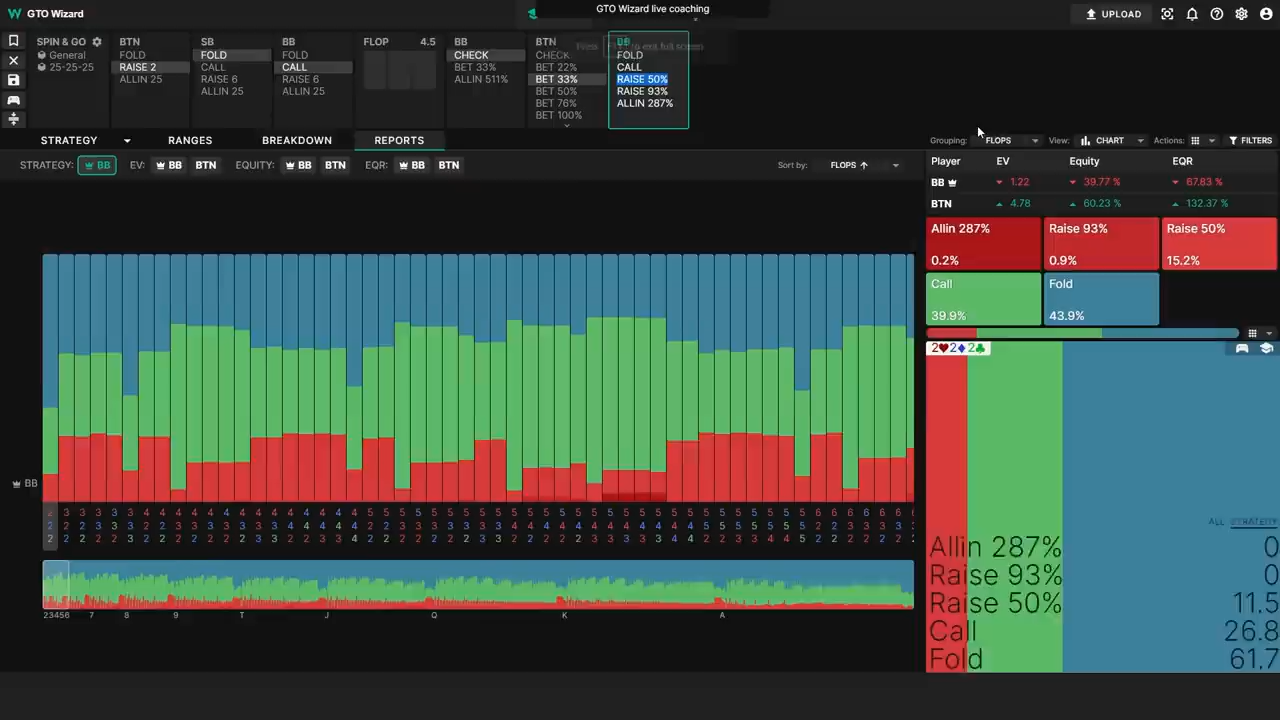 GTO Wizard
GTO Wizard live coaching
UPLOAD
SPIN & GO
General
25-25-25
BTN
FOLD
RAISE 2
ALLIN 25
SB
FOLD
CALL
RAISE 6
ALLIN 25
BB
FOLD
CALL
RAISE 6
ALLIN 25
FLOP 4.5
BB
CHECK
BET 33%
ALLIN 511%
BTN
CHECK
BET 22%
BET 33%
BET 50%
BET 76%
BET 100%
BB
FOLD
CALL
RAISE 50%
RAISE 93%
ALLIN 287%
Press to exit full screen
STRATEGY RANGES BREAKDOWN REPORTS
Grouping: FLOPS View: CHART Actions: FILTERS
STRATEGY: BB EV: BB BTN EQUITY: BB BTN EQR: BB BTN
Sort by: FLOPS
Player EV Equity EQR
BB 1.22 39.77 % 67.83 %
BTN 4.78 60.23 % 132.37 %
Allin 287%
0.2%
Raise 93%
0.9%
Raise 50%
15.2%
Call
39.9%
Fold
43.9%
2♥2♦2♣
BB
23456 7 8 9 T J Q K A
ALL STRATEGY
Allin 287% 0
Raise 93% 0
Raise 50% 11.5
Call 26.8
Fold 61.7